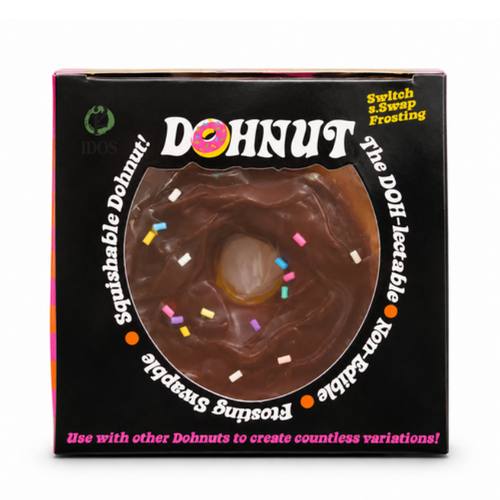 IDOS
DOHNUT
Switch
s.Swap
Frosting
Squishable Dohnut!
The DOH-lectable
Non-Edible
Frosting Swapple
Use with other Dohnuts to create countless variations!